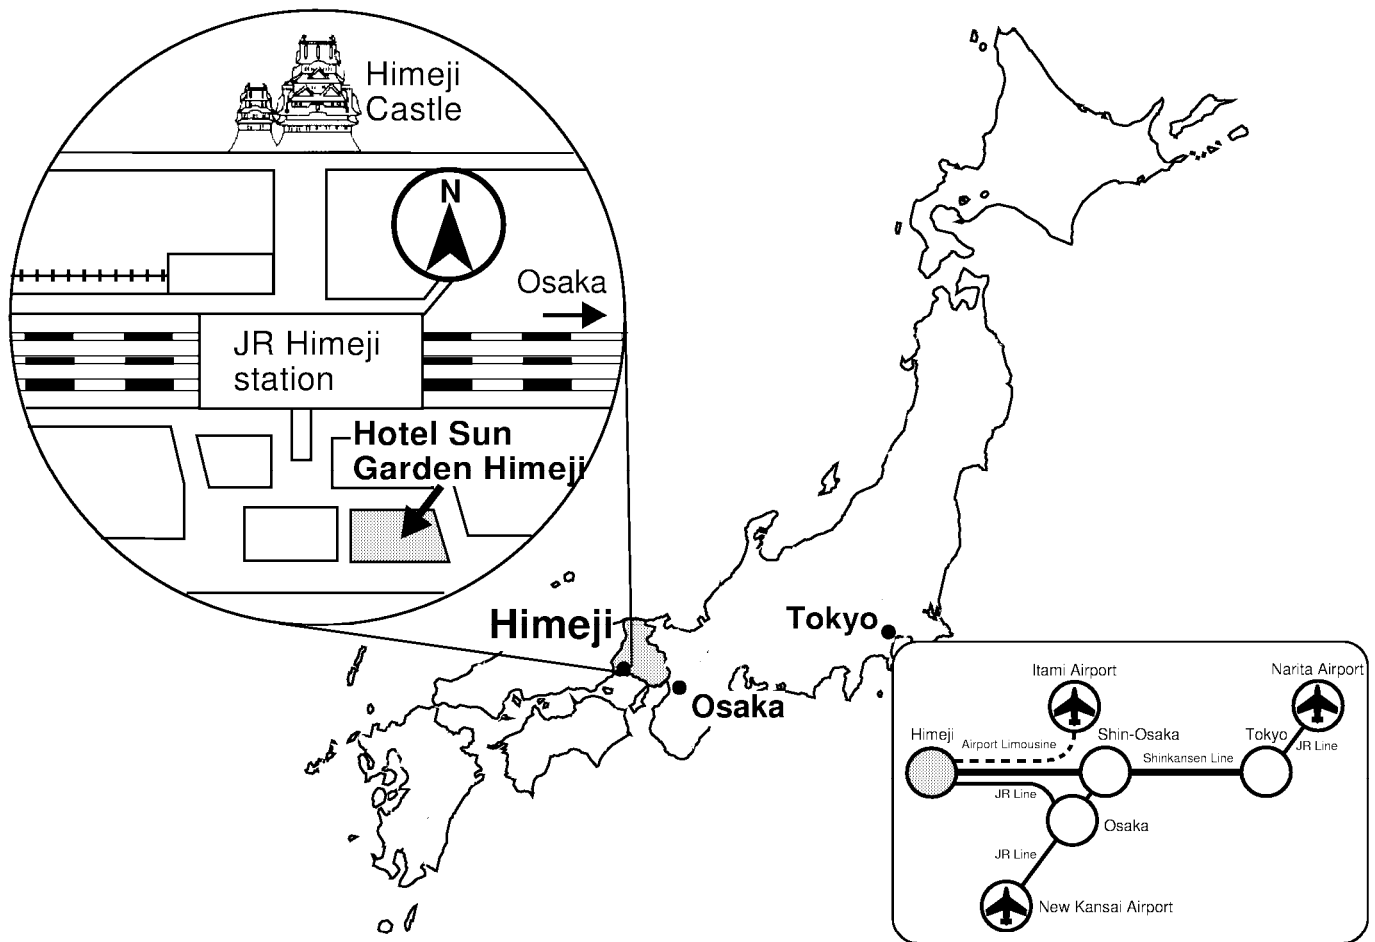 Himeji
Castle
N
Osaka
JR Himeji
station
Hotel Sun
Garden Himeji
Himeji
Tokyo
Osaka
Itami Airport
Narita Airport
Himeji
Airport Limousine
Shin-Osaka
Shinkansen Line
Tokyo
JR Line
JR Line
Osaka
JR Line
New Kansai Airport